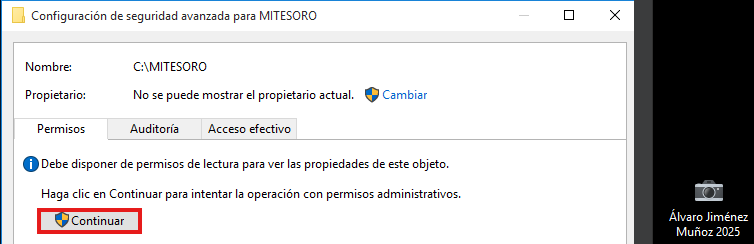 Configuración de seguridad avanzada para MITESORO
Nombre: C:\MITESORO
Propietario: No se puede mostrar el propietario actual. Cambiar
Permisos Auditoría Acceso efectivo
Debe disponer de permisos de lectura para ver las propiedades de este objeto.
Haga clic en Continuar para intentar la operación con permisos administrativos.
Continuar
Álvaro Jiménez
Muñoz 2025